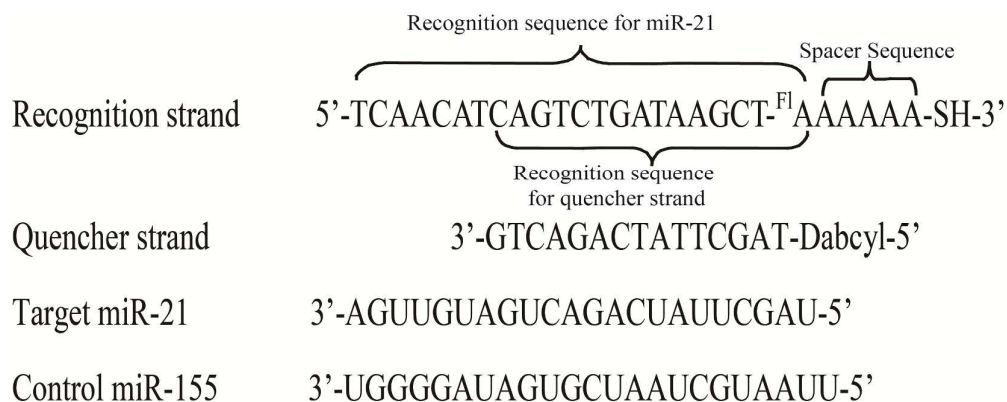 Recognition sequence for miR-21
Spacer Sequence
Recognition strand 5’-TCAACATCAGTCTGATAAGCT-FlAAAAAA-SH-3’
Recognition sequence
for quencher strand
Quencher strand 3’-GTCAGACTATTCGAT-Dabcyl-5’
Target miR-21 3’-AGUUGUAGUCAGACUAUUCGAU-5’
Control miR-155 3’-UGGGGAUAGUGCUAAUCGUAAUU-5’